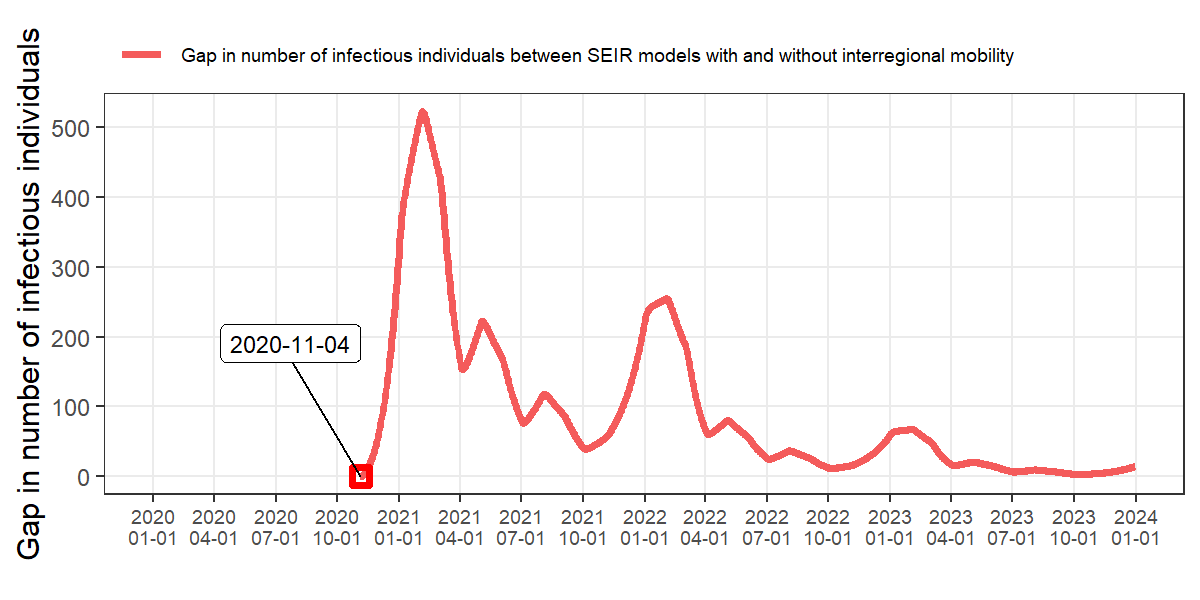 Gap in number of infectious individuals between SEIR models with and without interregional mobility
Gap in number of infectious individuals
500
400
300
200
100
0
2020-11-04
2020 2020 2020 2020 2021 2021 2021 2021 2022 2022 2022 2022 2023 2023 2023 2023 2024
01-01 04-01 07-01 10-01 01-01 04-01 07-01 10-01 01-01 04-01 07-01 10-01 01-01 04-01 07-01 10-01 01-01